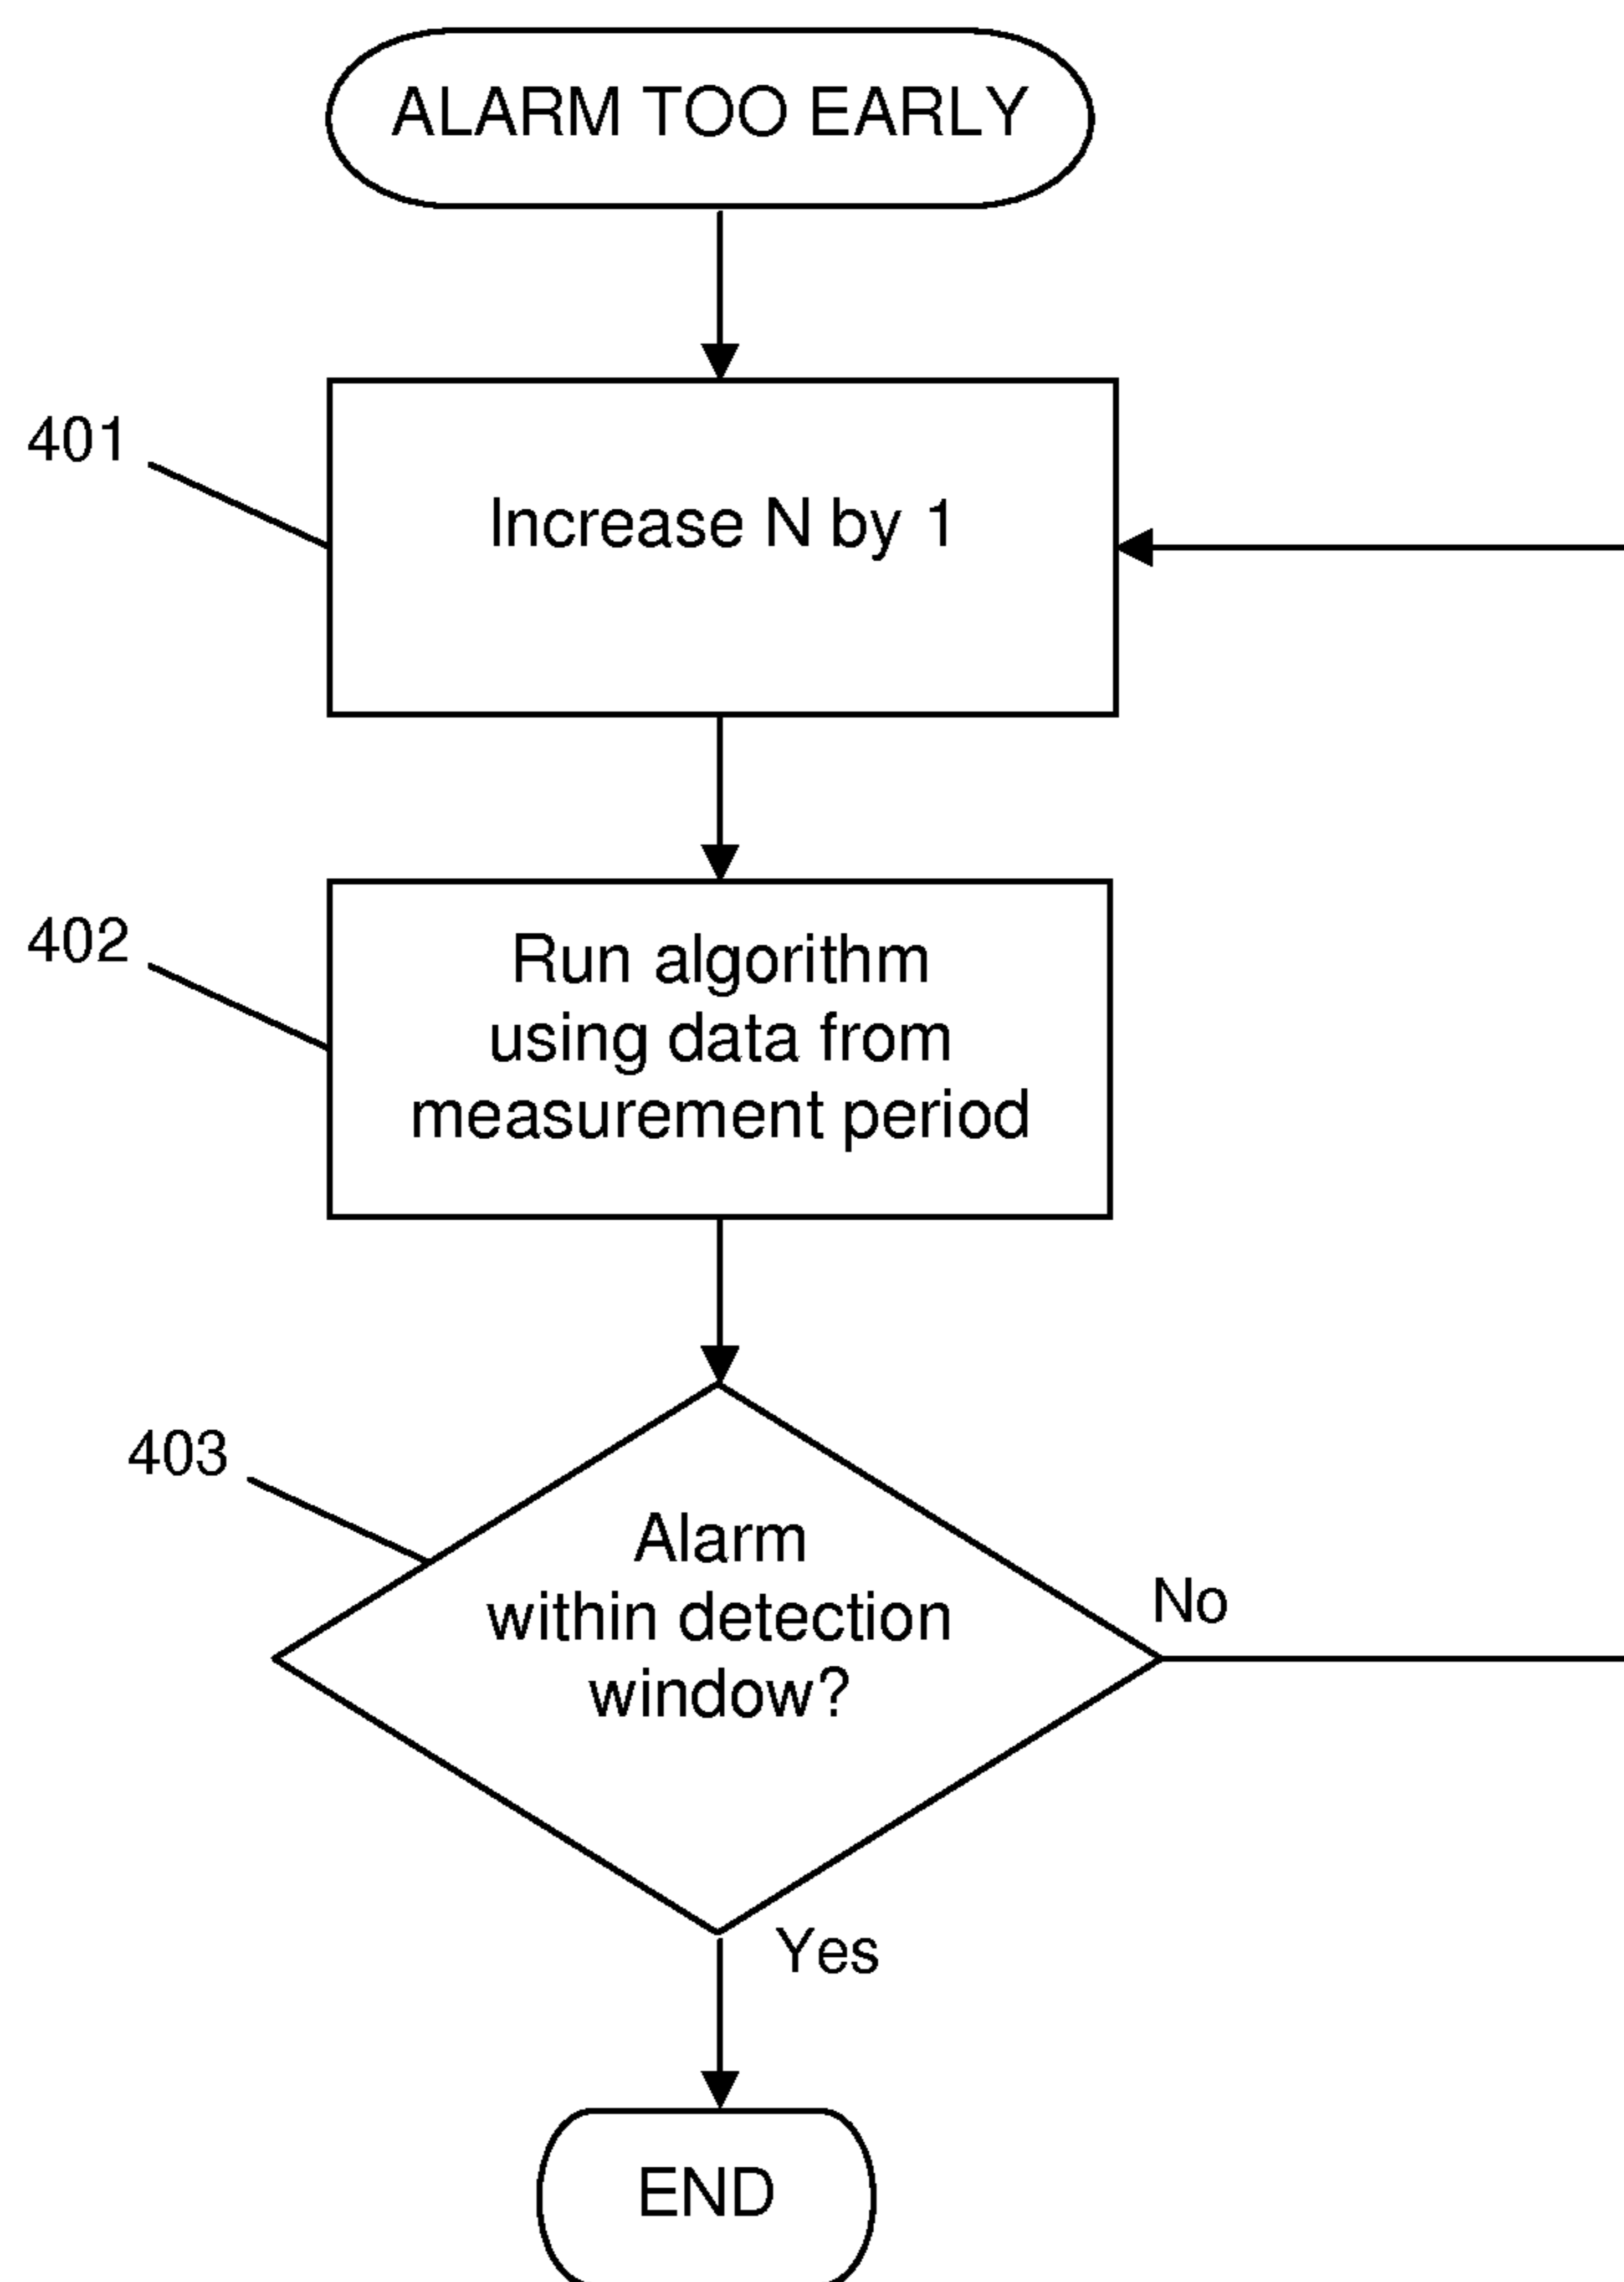 ALARM TOO EARLY
401
Increase N by 1
402
Run algorithm
using data from
measurement period
403
Alarm
within detection
window?
No
Yes
END